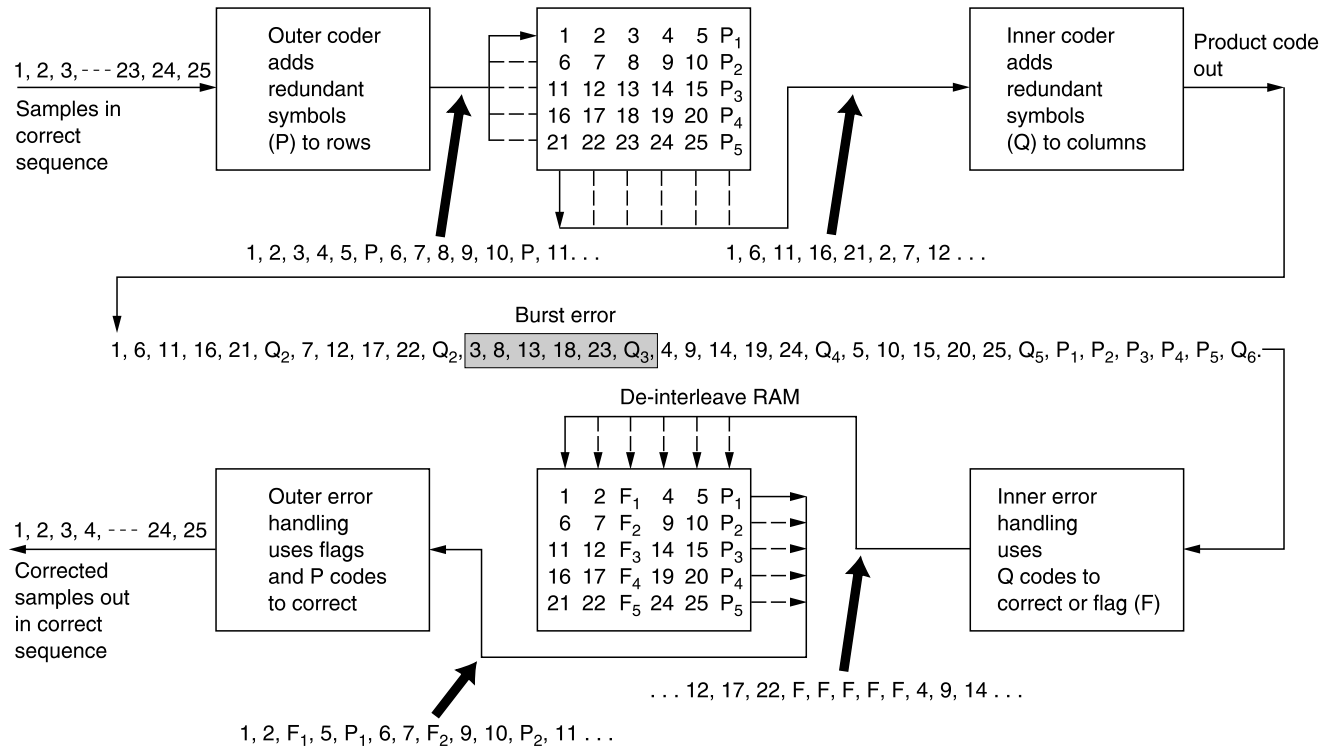 1, 2, 3, --- 23, 24, 25
Samples in
correct
sequence
Outer coder
adds
redundant
symbols
(P) to rows
1 2 3 4 5 P1
6 7 8 9 10 P2
11 12 13 14 15 P3
16 17 18 19 20 P4
21 22 23 24 25 P5
Inner coder
adds
redundant
symbols
(Q) to columns
Product code
out
1, 2, 3, 4, 5, P, 6, 7, 8, 9, 10, P, 11. . .
1, 6, 11, 16, 21, 2, 7, 12 . . .
Burst error
1, 6, 11, 16, 21, Q2, 7, 12, 17, 22, Q2, 3, 8, 13, 18, 23, Q3, 4, 9, 14, 19, 24, Q4, 5, 10, 15, 20, 25, Q5, P1, P2, P3, P4, P5, Q6.
De-interleave RAM
1, 2, 3, 4, --- 24, 25
Corrected
samples out
in correct
sequence
Outer error
handling
uses flags
and P codes
to correct
1 2 F1 4 5 P1
6 7 F2 9 10 P2
11 12 F3 14 15 P3
16 17 F4 19 20 P4
21 22 F5 24 25 P5
Inner error
handling
uses
Q codes to
correct or flag (F)
. . . 12, 17, 22, F, F, F, F, F, 4, 9, 14 . . .
1, 2, F1, 5, P1, 6, 7, F2, 9, 10, P2, 11 . . .